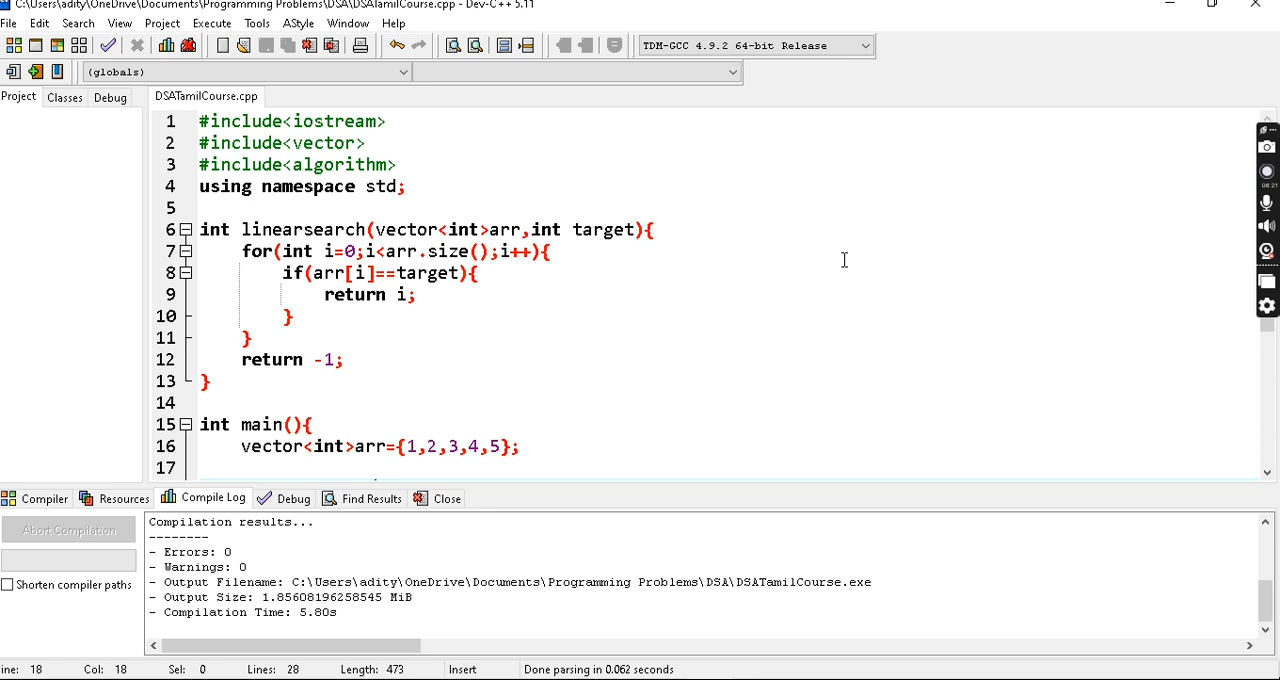 C:\Users\adity\OneDrive\Documents\Programming Problems\DSA\DSATamilCourse.cpp - Dev-C++ 5.11
File Edit Search View Project Execute Tools AStyle Window Help
TDM-GCC 4.9.2 64-bit Release
(globals)
Project Classes Debug DSATamilCourse.cpp
1 #include<iostream>
2 #include<vector>
3 #include<algorithm>
4 using namespace std;
5
6 int linearsearch(vector<int>arr,int target){
7 for(int i=0;i<arr.size();i++){
8 if(arr[i]==target){
9 return i;
10 }
11 }
12 return -1;
13 }
14
15 int main(){
16 vector<int>arr={1,2,3,4,5};
17
Compiler Resources Compile Log Debug Find Results Close
Abort Compilation
Shorten compiler paths
Compilation results...
--------
- Errors: 0
- Warnings: 0
- Output Filename: C:\Users\adity\OneDrive\Documents\Programming Problems\DSA\DSATamilCourse.exe
- Output Size: 1.85608196258545 MiB
- Compilation Time: 5.80s
ine: 18 Col: 18 Sel: 0 Lines: 28 Length: 473 Insert Done parsing in 0.062 seconds